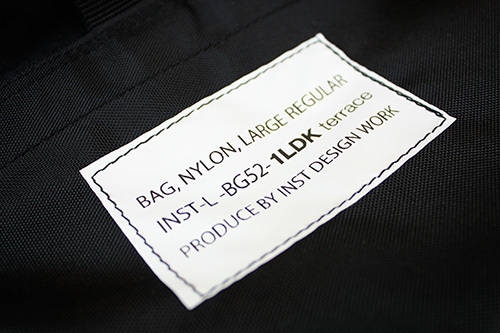 BAG, NYLON, LARGE REGULAR
INST-L -BG52-1LDK terrace
PRODUCE BY INST DESIGN WORK